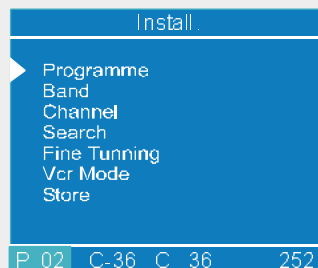 Install.
Programme
Band
Channel
Search
Fine Tunning
Vcr Mode
Store
P 02 C-36 C 36 252